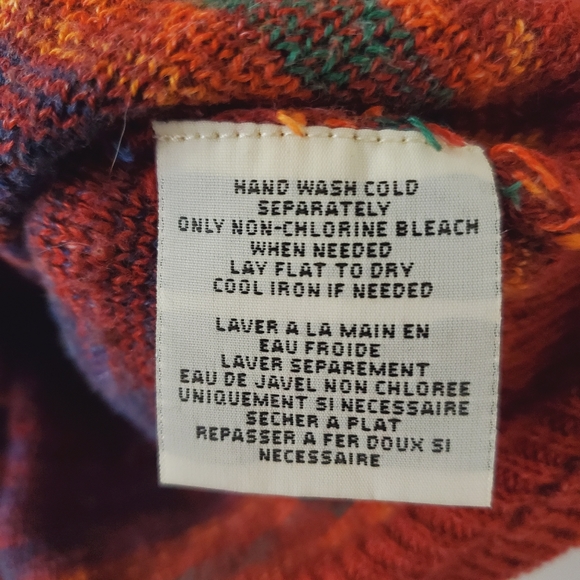 HAND WASH COLD
SEPARATELY
ONLY NON-CHLORINE BLEACH
WHEN NEEDED
LAY FLAT TO DRY
COOL IRON IF NEEDED
LAVER A LA MAIN EN
EAU FROIDE
LAVER SEPAREMENT
EAU DE JAVEL NON CHLOREE
UNIQUEMENT SI NECESSAIRE
SECHER A PLAT
REPASSER A FER DOUX SI
NECESSAIRE